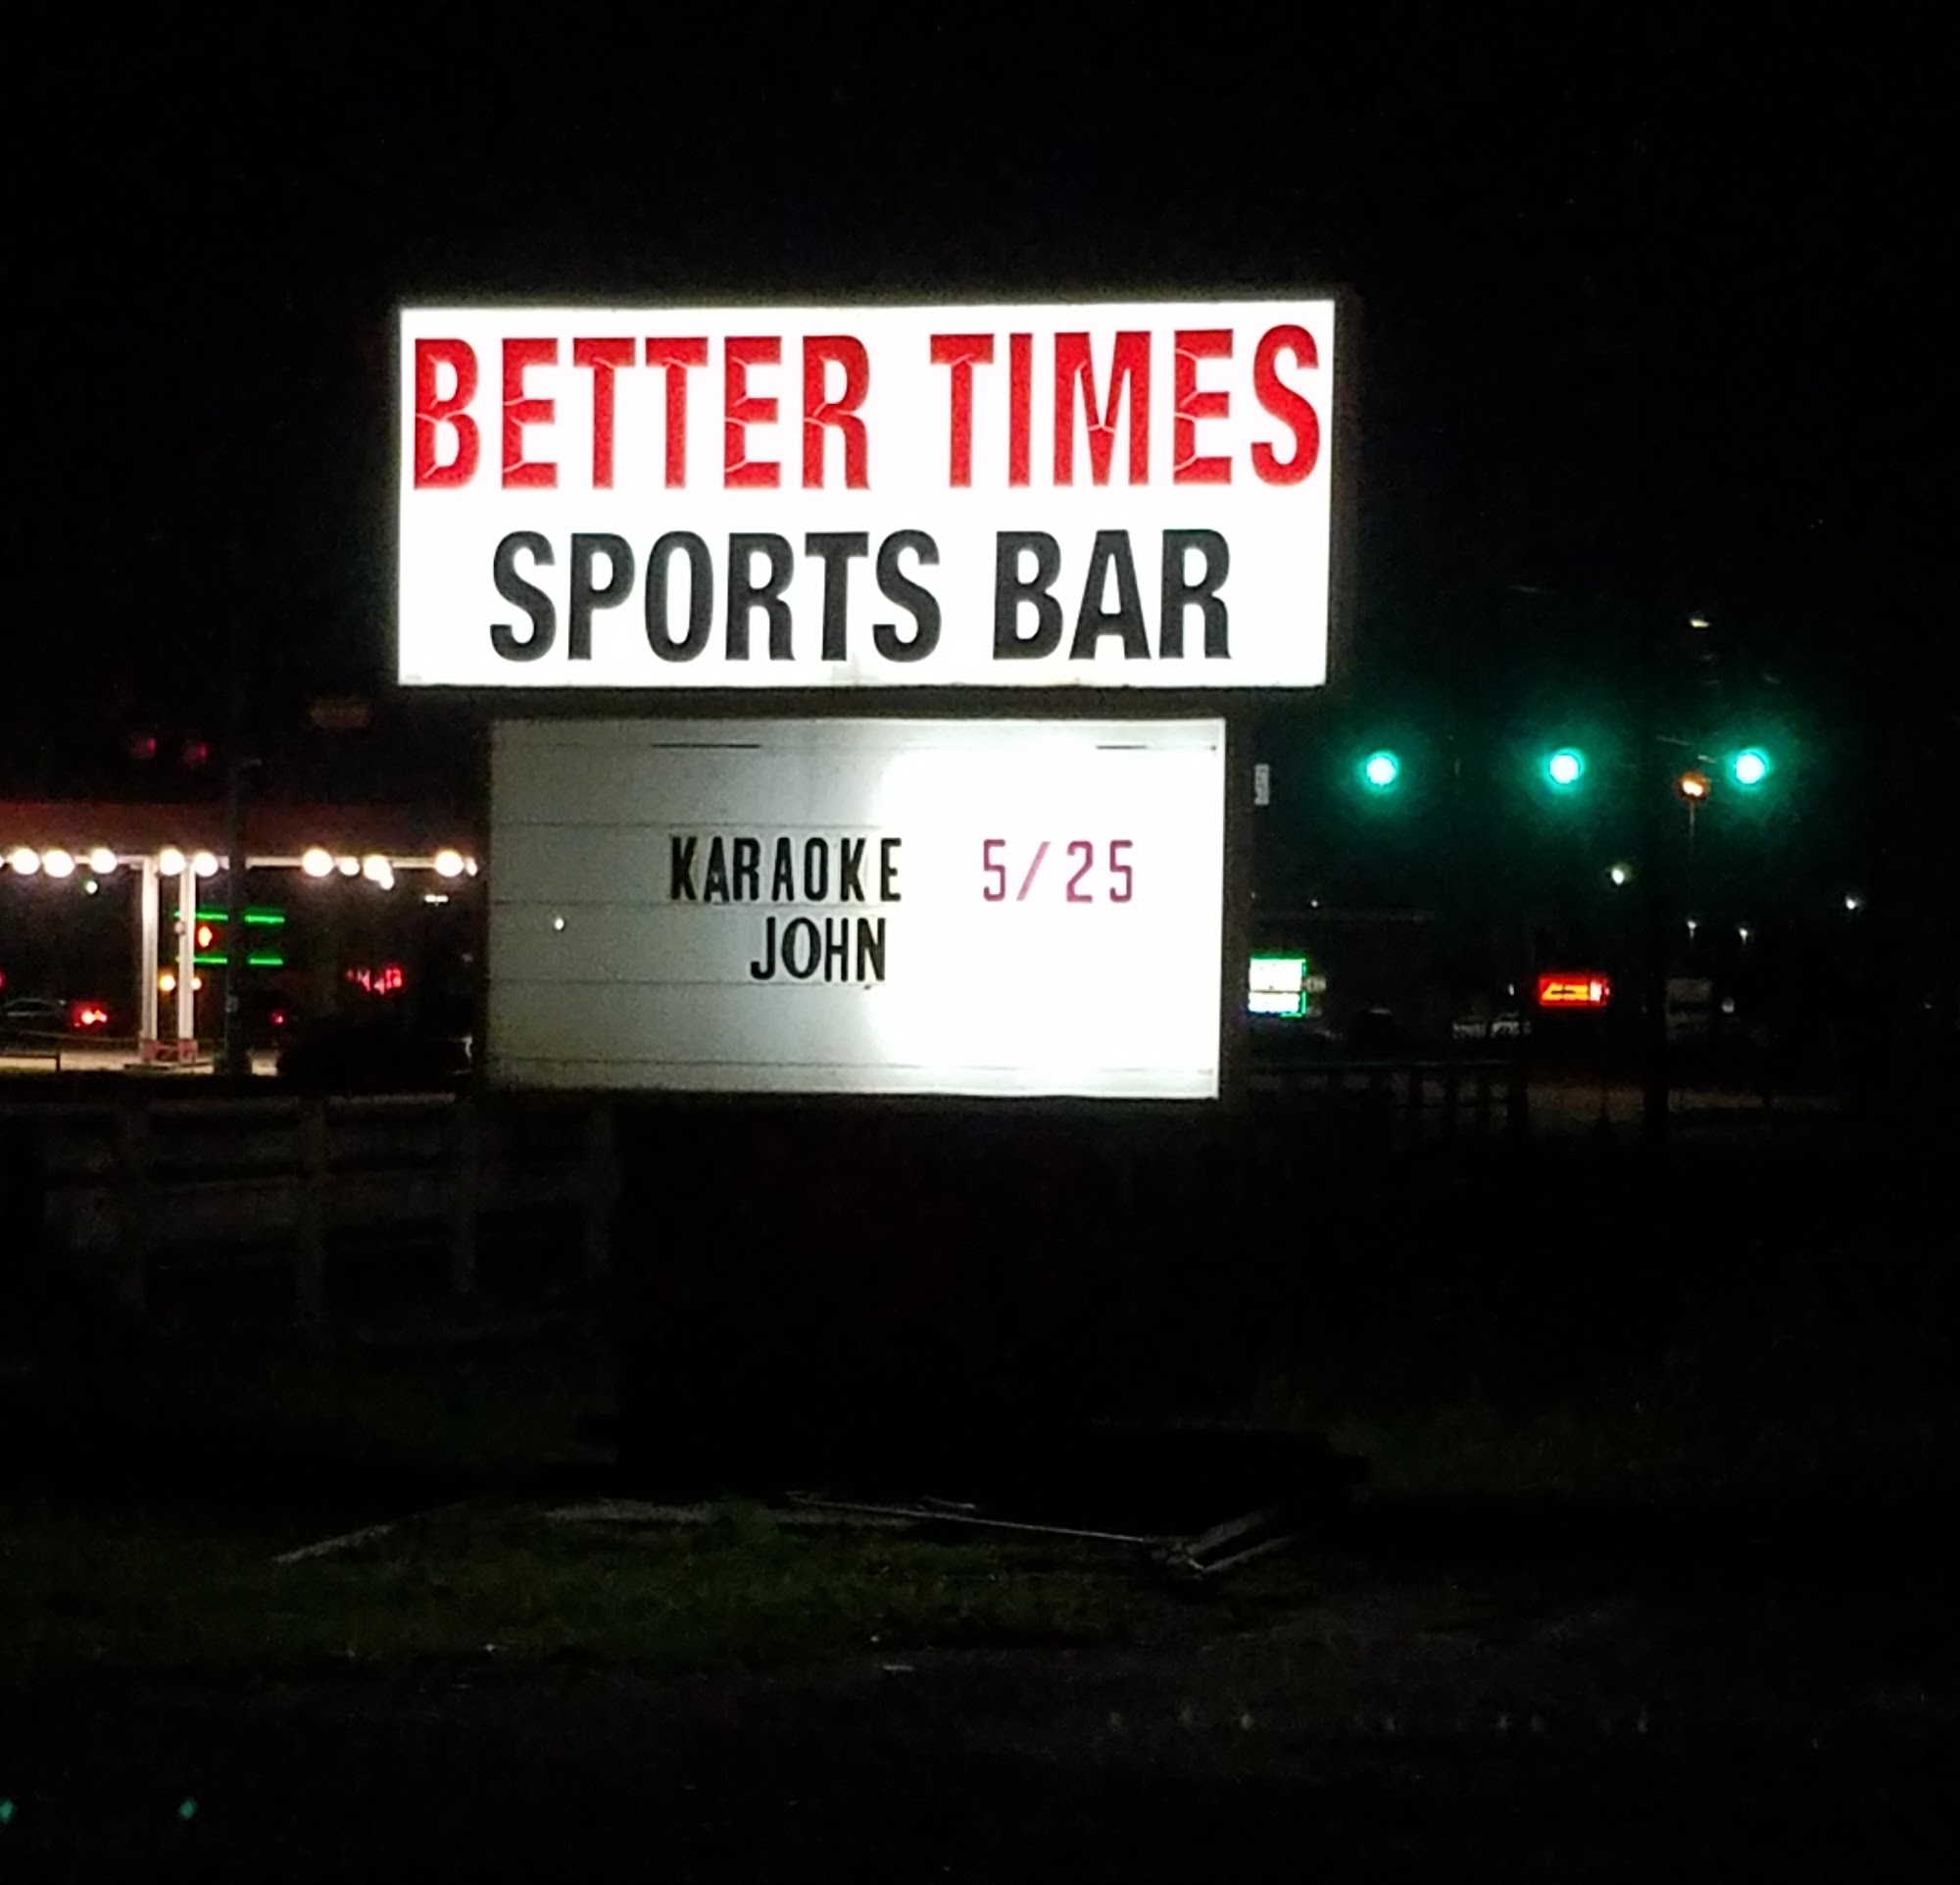 BETTER TIMES
SPORTS BAR
KARAOKE 5/25
JOHN